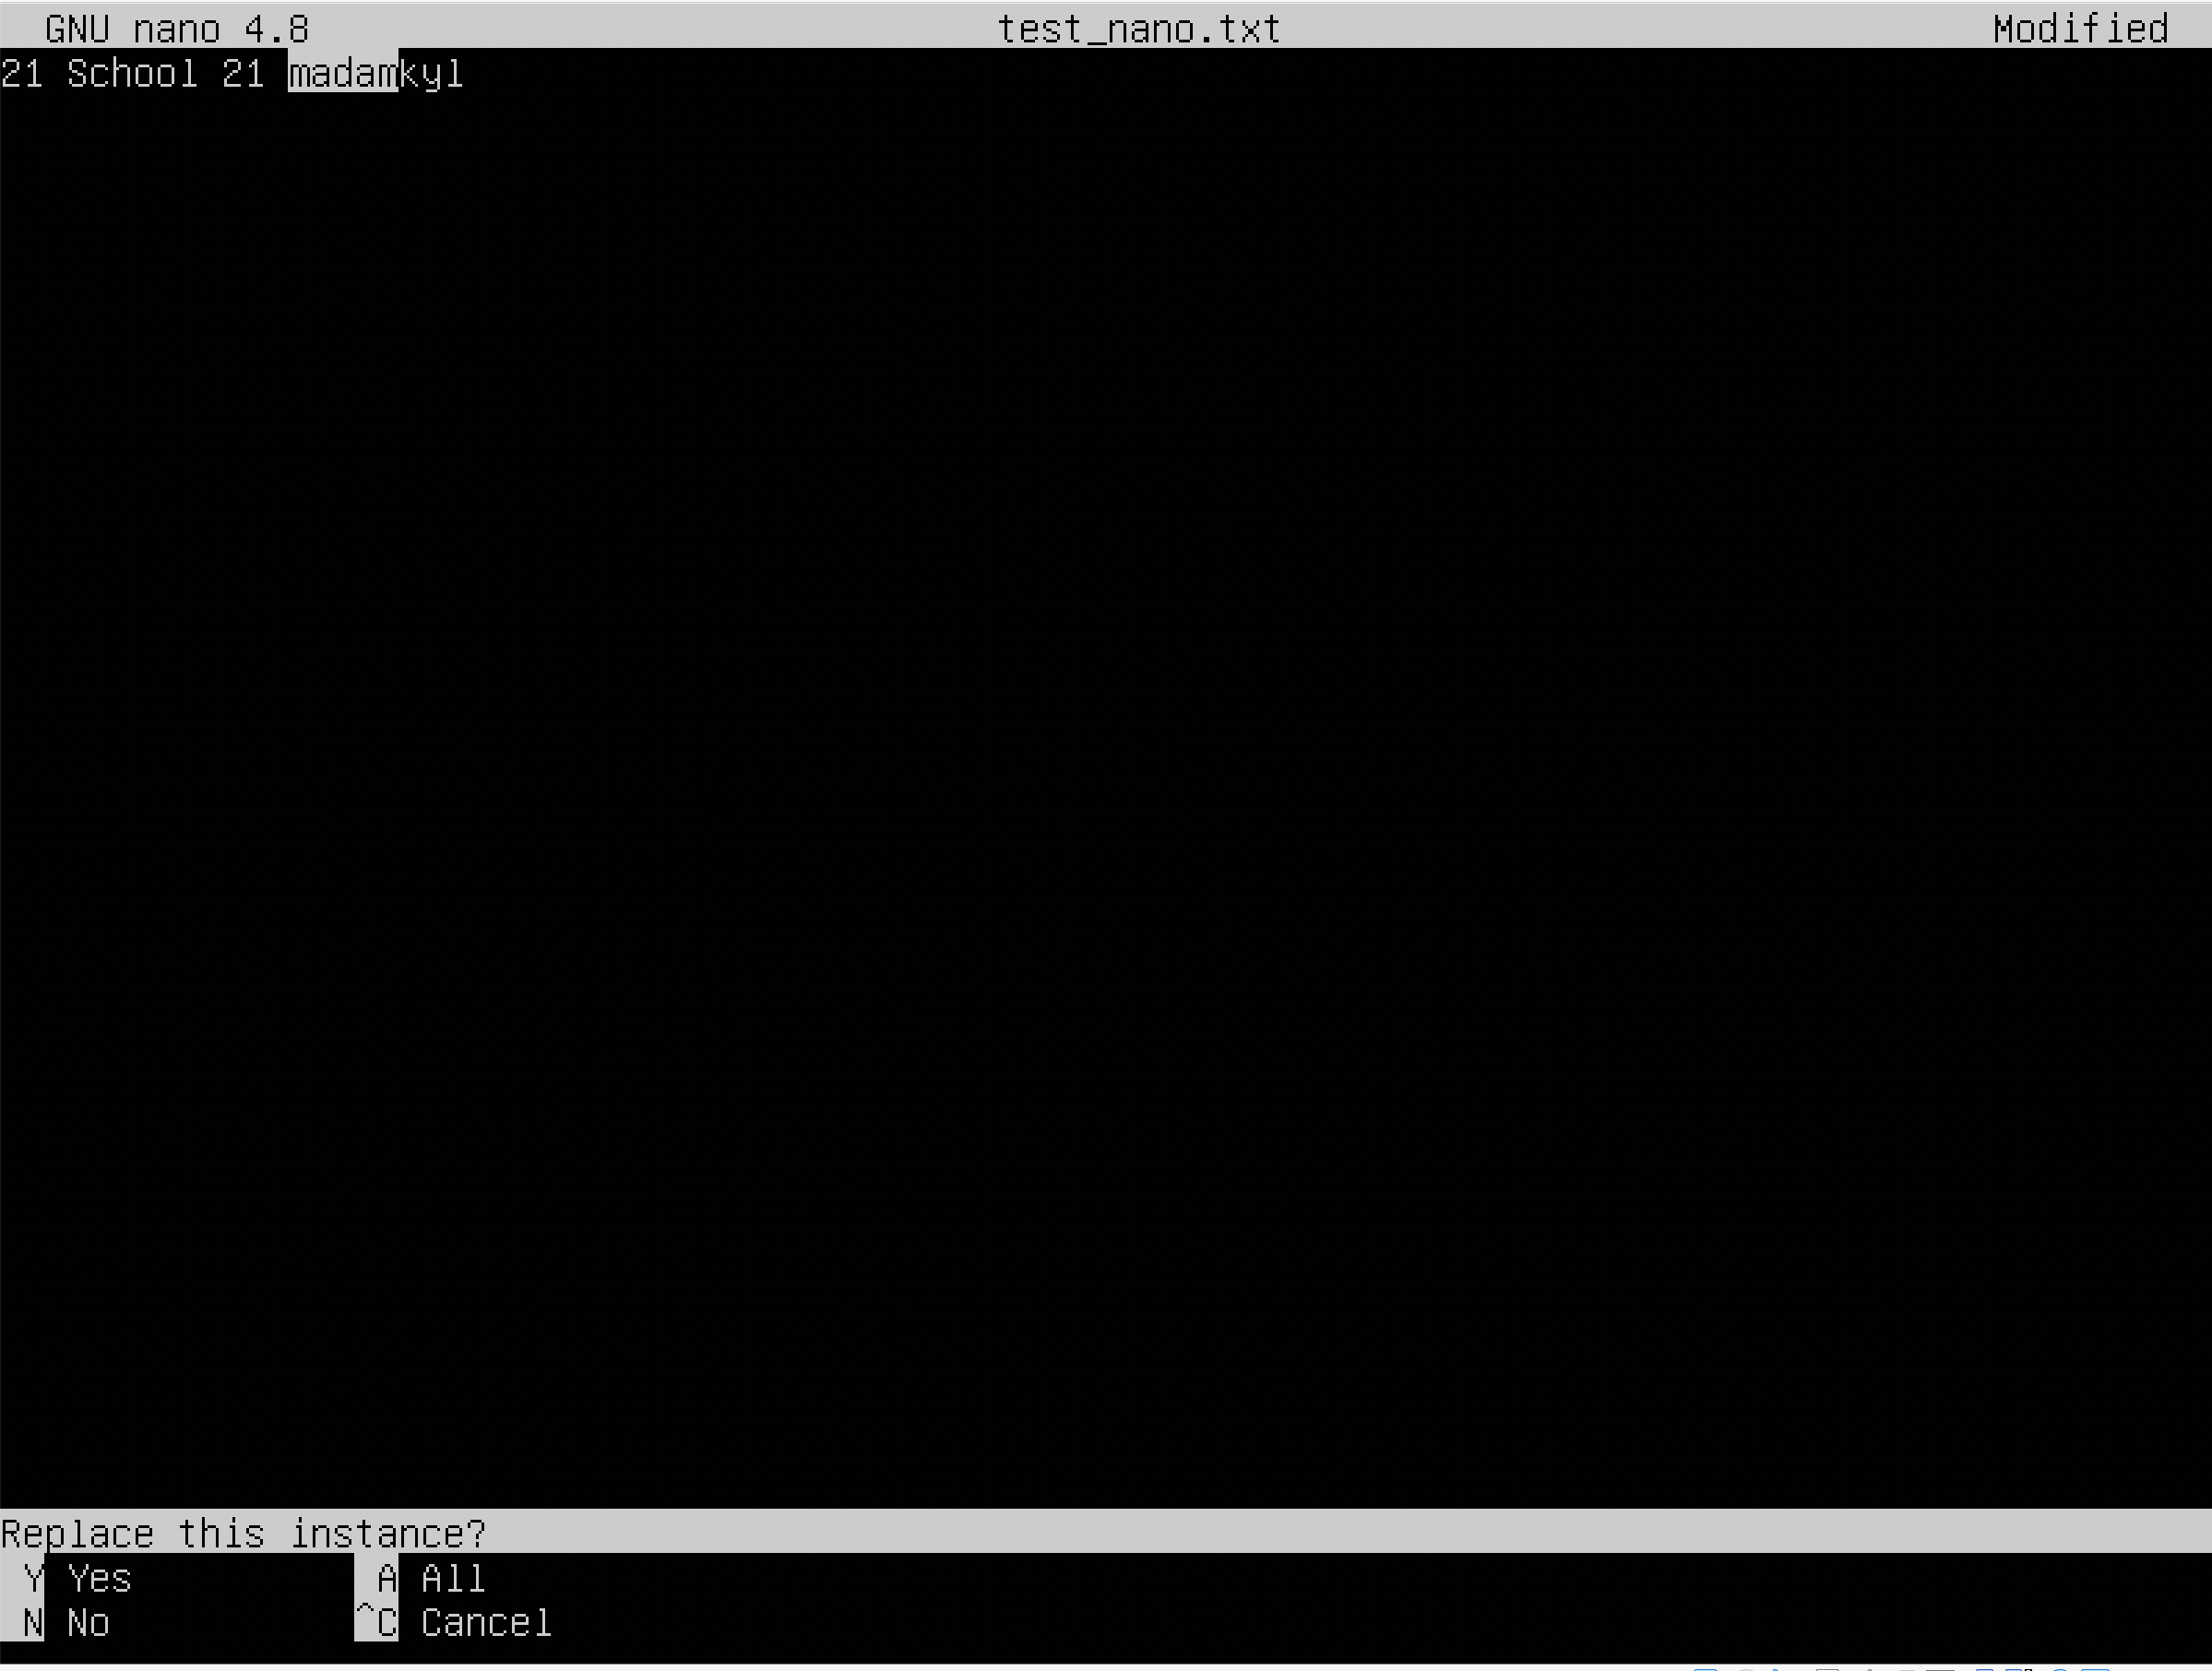 GNU nano 4.8 test_nano.txt Modified
21 School 21 madamkyl
Replace this instance?
Y Yes A All
N No ^C Cancel